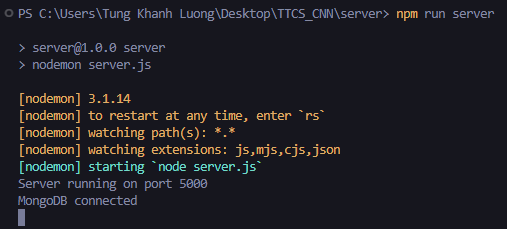 PS C:\Users\Tung Khanh Luong\Desktop\TTCS_CNN\server> npm run server
> server@1.0.0 server
> nodemon server.js
[nodemon] 3.1.14
[nodemon] to restart at any time, enter `rs`
[nodemon] watching path(s): *.*
[nodemon] watching extensions: js,mjs,cjs,json
[nodemon] starting `node server.js`
Server running on port 5000
MongoDB connected